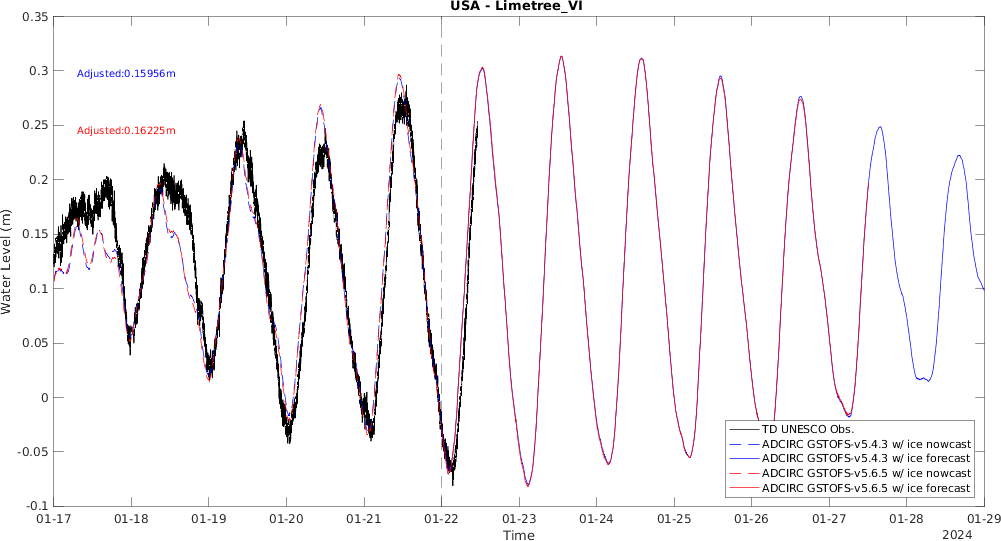 USA - Limetree_VI
0.35
0.3
0.25
0.2
0.15
0.1
0.05
0
-0.05
-0.1
Water Level (m)
Adjusted:0.15956m
Adjusted:0.16225m
TD UNESCO Obs.
ADCIRC GSTOFS-v5.4.3 w/ ice nowcast
ADCIRC GSTOFS-v5.4.3 w/ ice forecast
ADCIRC GSTOFS-v5.6.5 w/ ice nowcast
ADCIRC GSTOFS-v5.6.5 w/ ice forecast
01-17 01-18 01-19 01-20 01-21 01-22 01-23 01-24 01-25 01-26 01-27 01-28 01-29
Time
2024